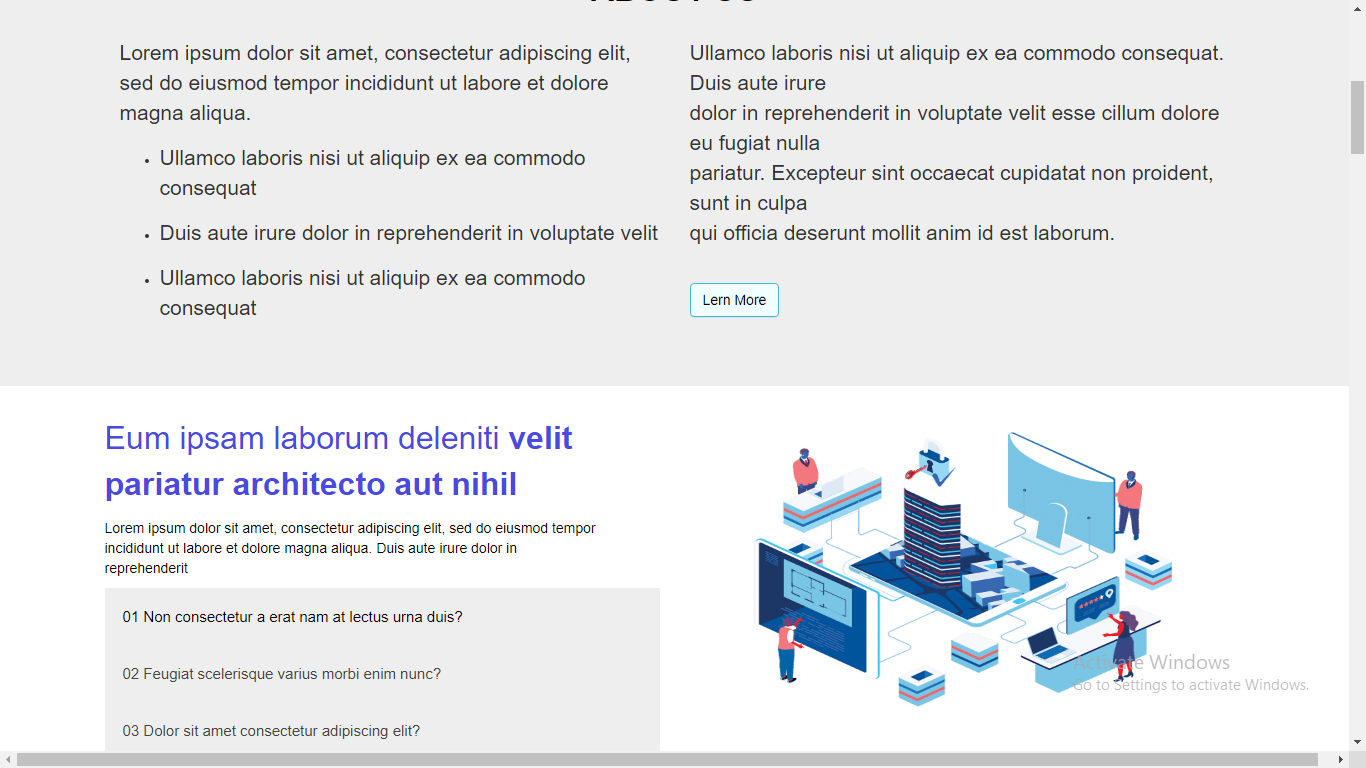 ABOUT US
Lorem ipsum dolor sit amet, consectetur adipiscing elit,
sed do eiusmod tempor incididunt ut labore et dolore
magna aliqua.
Ullamco laboris nisi ut aliquip ex ea commodo
consequat
Duis aute irure dolor in reprehenderit in voluptate velit
Ullamco laboris nisi ut aliquip ex ea commodo
consequat
Ullamco laboris nisi ut aliquip ex ea commodo consequat.
Duis aute irure
dolor in reprehenderit in voluptate velit esse cillum dolore
eu fugiat nulla
pariatur. Excepteur sint occaecat cupidatat non proident,
sunt in culpa
qui officia deserunt mollit anim id est laborum.
Lern More
Eum ipsam laborum deleniti velit
pariatur architecto aut nihil
Lorem ipsum dolor sit amet, consectetur adipiscing elit, sed do eiusmod tempor
incididunt ut labore et dolore magna aliqua. Duis aute irure dolor in
reprehenderit
01 Non consectetur a erat nam at lectus urna duis?
02 Feugiat scelerisque varius morbi enim nunc?
03 Dolor sit amet consectetur adipiscing elit?
Activate Windows
Go to Settings to activate Windows.